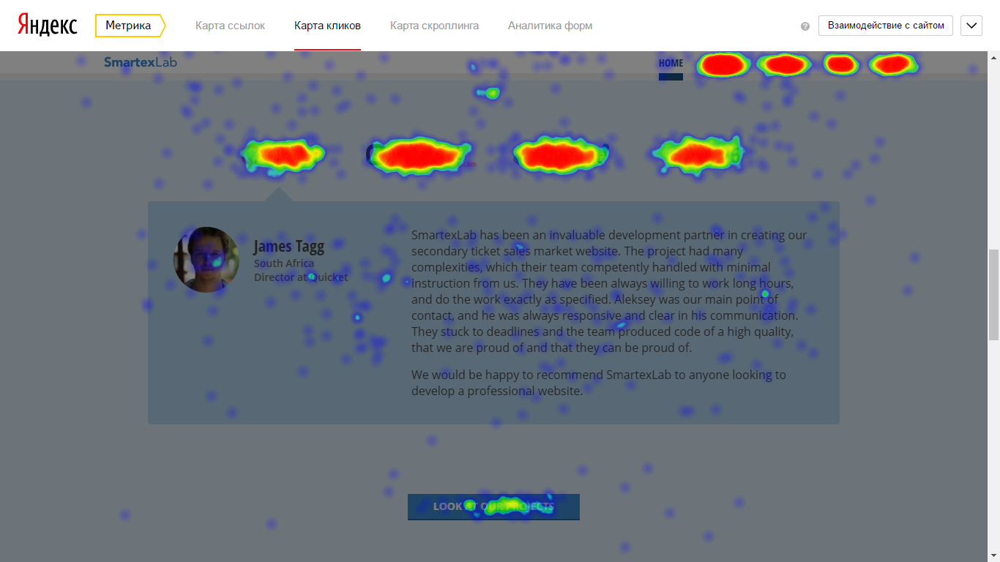 Яндекс Метрика Карта ссылок Карта кликов Карта скроллинга Аналитика форм ? Взаимодействие с сайтом
SmartexLab HOME
.com
James Tagg
South Africa
Director at Quicket
SmartexLab has been an invaluable development partner in creating our
secondary ticket sales market website. The project had many
complexities, which their team competently handled with minimal
instruction from us. They have been always willing to work long hours,
and do the work exactly as specified. Aleksey was our main point of
contact, and he was always responsive and clear in his communication.
They stuck to deadlines and the team produced code of a high quality,
that we are proud of and that they can be proud of.
We would be happy to recommend SmartexLab to anyone looking to
develop a professional website.
LOOK AT OUR PROJECTS